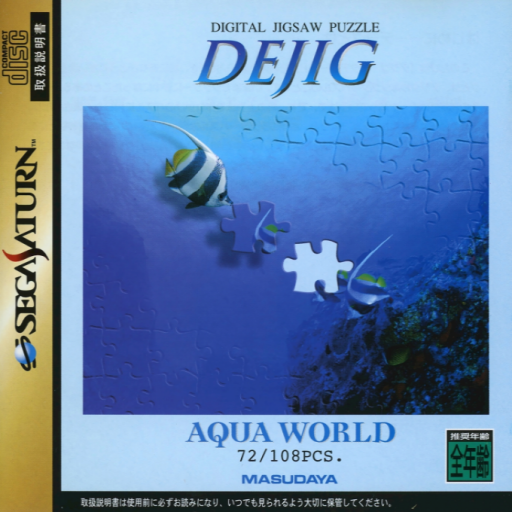 COMPACT
disc
取扱説明書
SEGA SATURN™
DIGITAL JIGSAW PUZZLE
DEJIG
AQUA WORLD
72/108PCS.
MASUDAYA
推奨年齢
全年齢
取扱説明書は使用前に必ずお読みになり、いつでも見られるよう大切に保管してください。